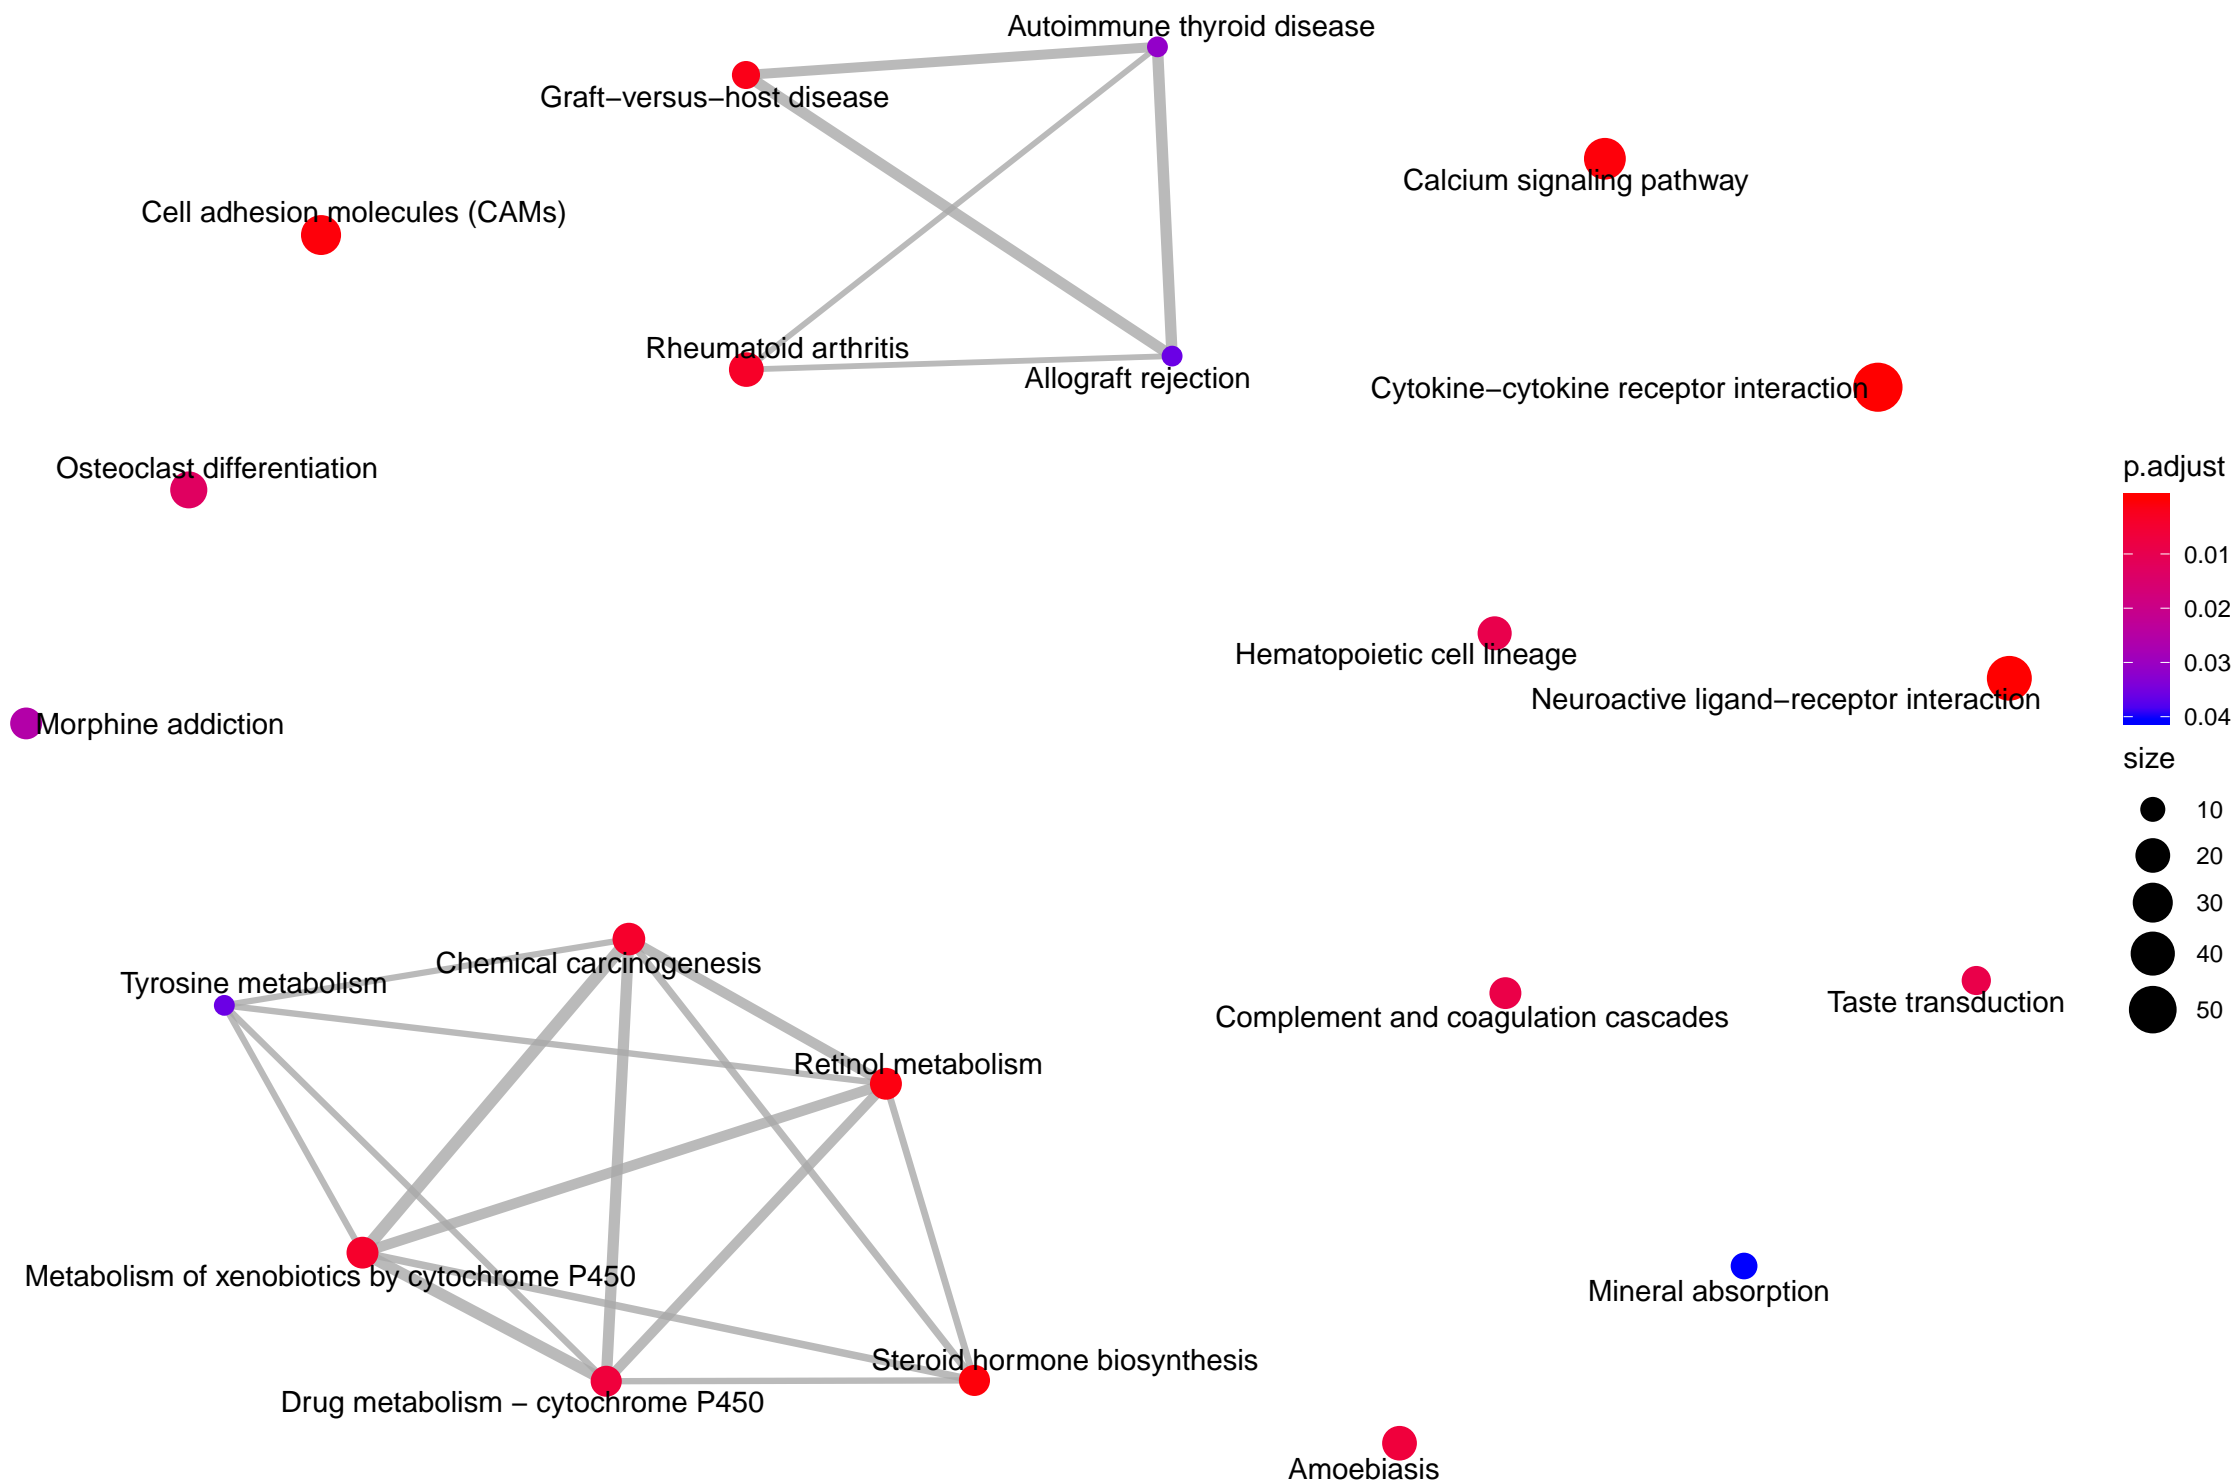 Autoimmune thyroid disease
Graft−versus−host disease
Calcium signaling pathway
Cell adhesion molecules (CAMs)
Rheumatoid arthritis
Allograft rejection
Cytokine−cytokine receptor interaction
Osteoclast differentiation
Hematopoietic cell lineage
Neuroactive ligand−receptor interaction
Morphine addiction
Chemical carcinogenesis
Tyrosine metabolism
Retinol metabolism
Complement and coagulation cascades
Taste transduction
Metabolism of xenobiotics by cytochrome P450
Mineral absorption
Steroid hormone biosynthesis
Drug metabolism − cytochrome P450
Amoebiasis
p.adjust
0.01
0.02
0.03
0.04
size
10
20
30
40
50